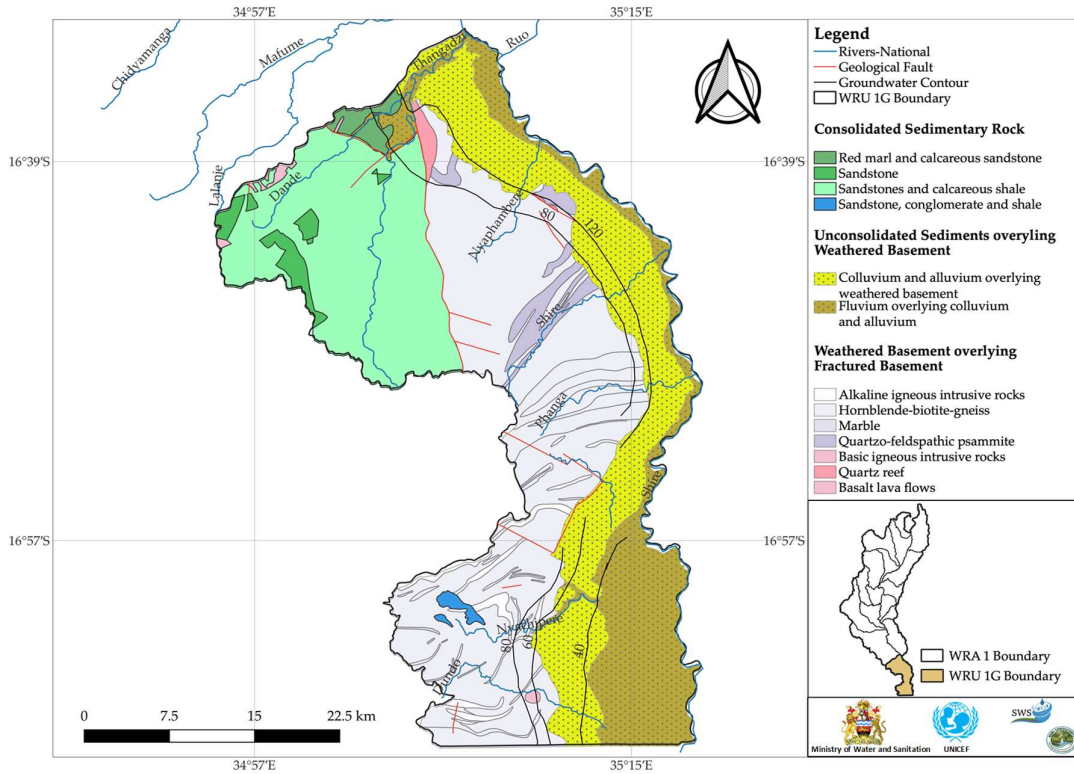 34°57'E
35°15'E
Chidyamanga
Mafume
Thangadzi
Ruo
16°39'S
16°39'S
Lalanje
Dande
Nyaphambere
80
120
Shire
Phanga
Shire
16°57'S
16°57'S
Nyachipere
80
60
40
Dundo
0
7.5
15
22.5 km
34°57'E
35°15'E
Legend
Rivers-National
Geological Fault
Groundwater Contour
WRU 1G Boundary
Consolidated Sedimentary Rock
Red marl and calcareous sandstone
Sandstone
Sandstones and calcareous shale
Sandstone, conglomerate and shale
Unconsolidated Sediments overyling
Weathered Basement
Colluvium and alluvium overlying
weathered basement
Fluvium overlying colluvium
and alluvium
Weathered Basement overlying
Fractured Basement
Alkaline igneous intrusive rocks
Hornblende-biotite-gneiss
Marble
Quartzo-feldspathic psammite
Basic igneous intrusive rocks
Quartz reef
Basalt lava flows
WRA 1 Boundary
WRU 1G Boundary
Ministry of Water and Sanitation
UNICEF
SWS